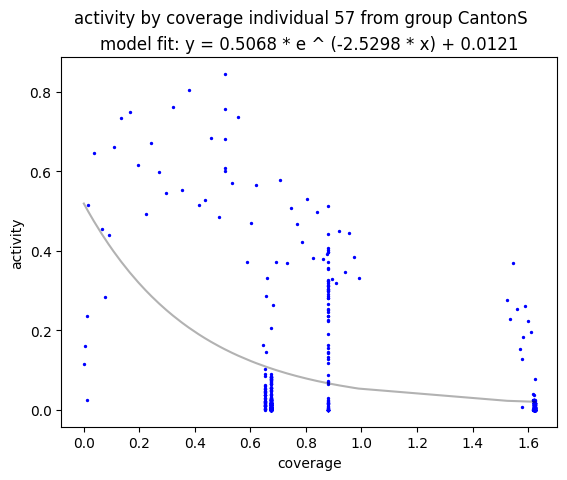 activity by coverage individual 57 from group CantonS
model fit: y = 0.5068 * e ^ (-2.5298 * x) + 0.0121
activity
0.8
0.6
0.4
0.2
0.0
0.0 0.2 0.4 0.6 0.8 1.0 1.2 1.4 1.6
coverage